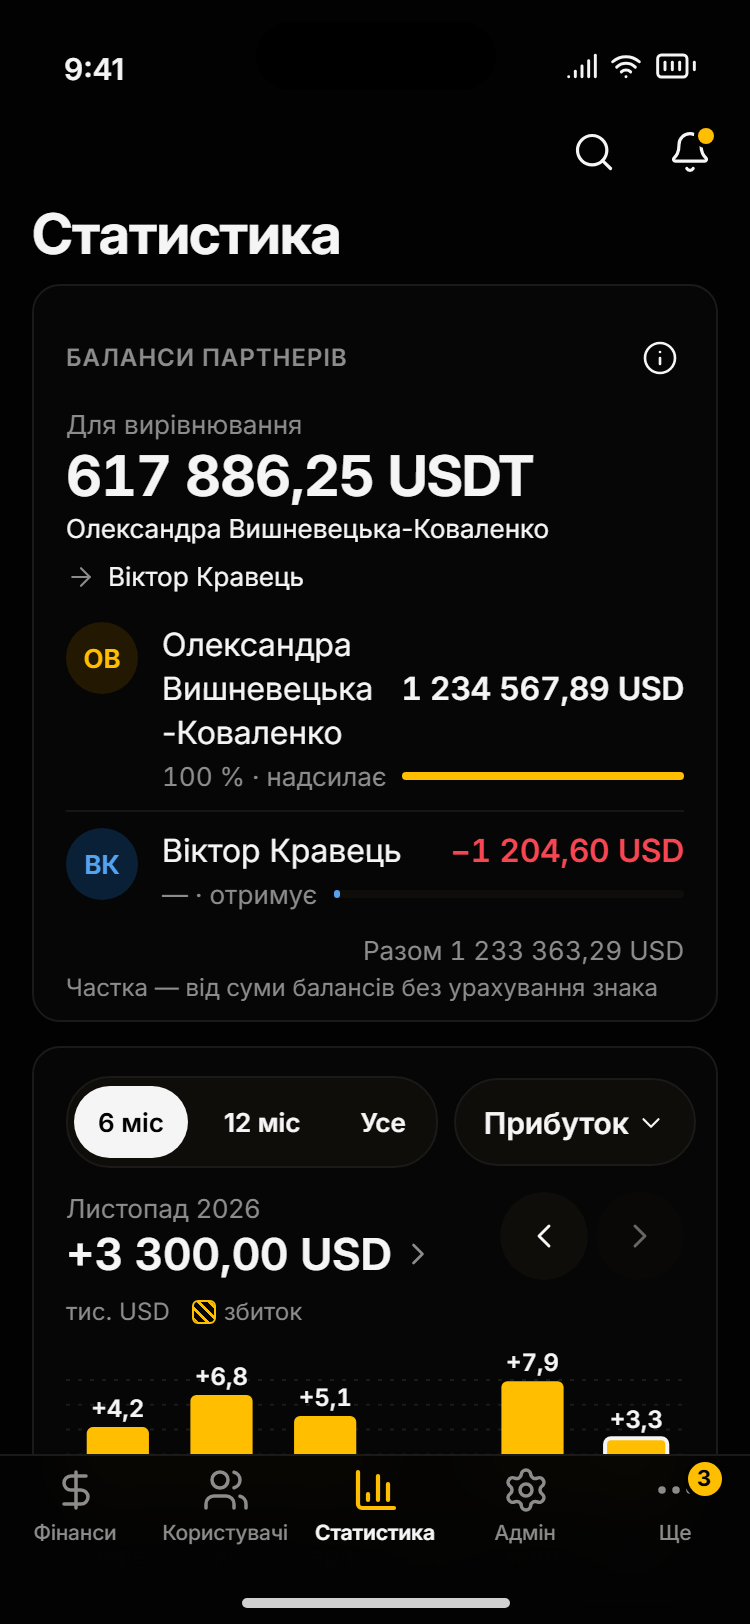 9:41
Статистика
БАЛАНСИ ПАРТНЕРІВ
Для вирівнювання
617 886,25 USDT
Олександра Вишневецька-Коваленко
→ Віктор Кравець
ОВ
Олександра
Вишневецька
-Коваленко
1 234 567,89 USD
100 % · надсилає
ВК
Віктор Кравець
−1 204,60 USD
— · отримує
Разом 1 233 363,29 USD
Частка — від суми балансів без урахування знака
6 міс
12 міс
Усе
Прибуток
Листопад 2026
+3 300,00 USD
тис. USD
збиток
+4,2
+6,8
+5,1
+7,9
+3,3
Фінанси
Користувачі
Статистика
Адмін
3
Ще